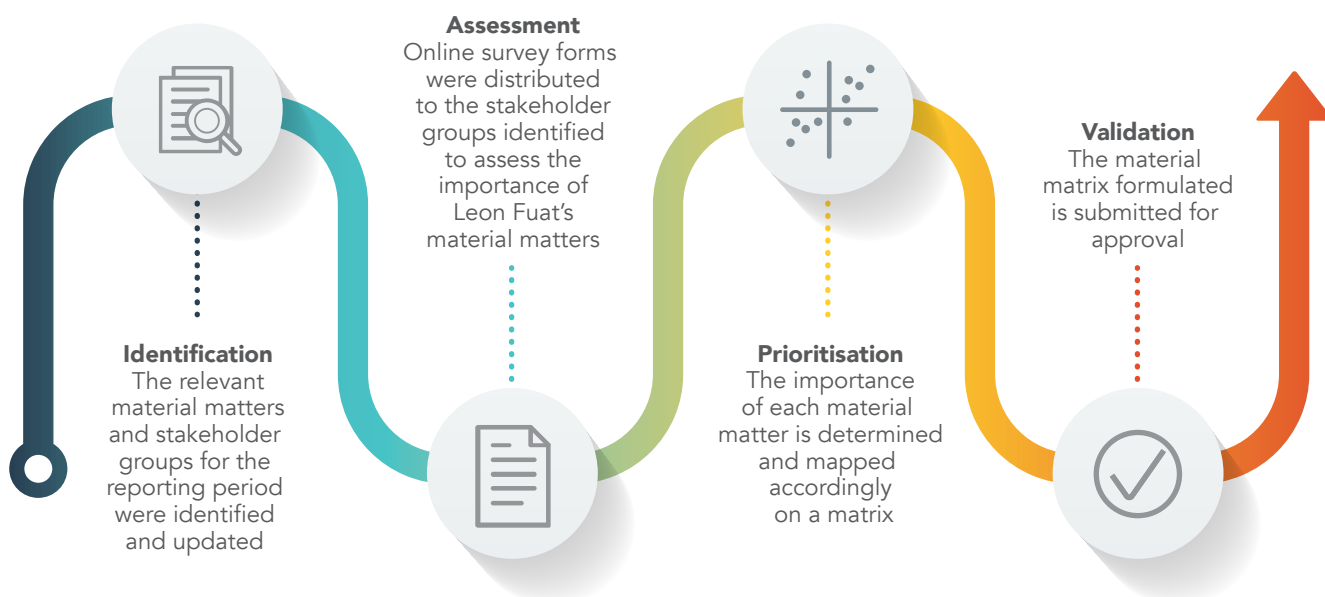 Identification
The relevant
material matters
and stakeholder
groups for the
reporting period
were identified
and updated
Assessment
Online survey forms
were distributed
to the stakeholder
groups identified
to assess the
importance of
Leon Fuat’s
material matters
Prioritisation
The importance
of each material
matter is determined
and mapped
accordingly
on a matrix
Validation
The material
matrix formulated
is submitted for
approval